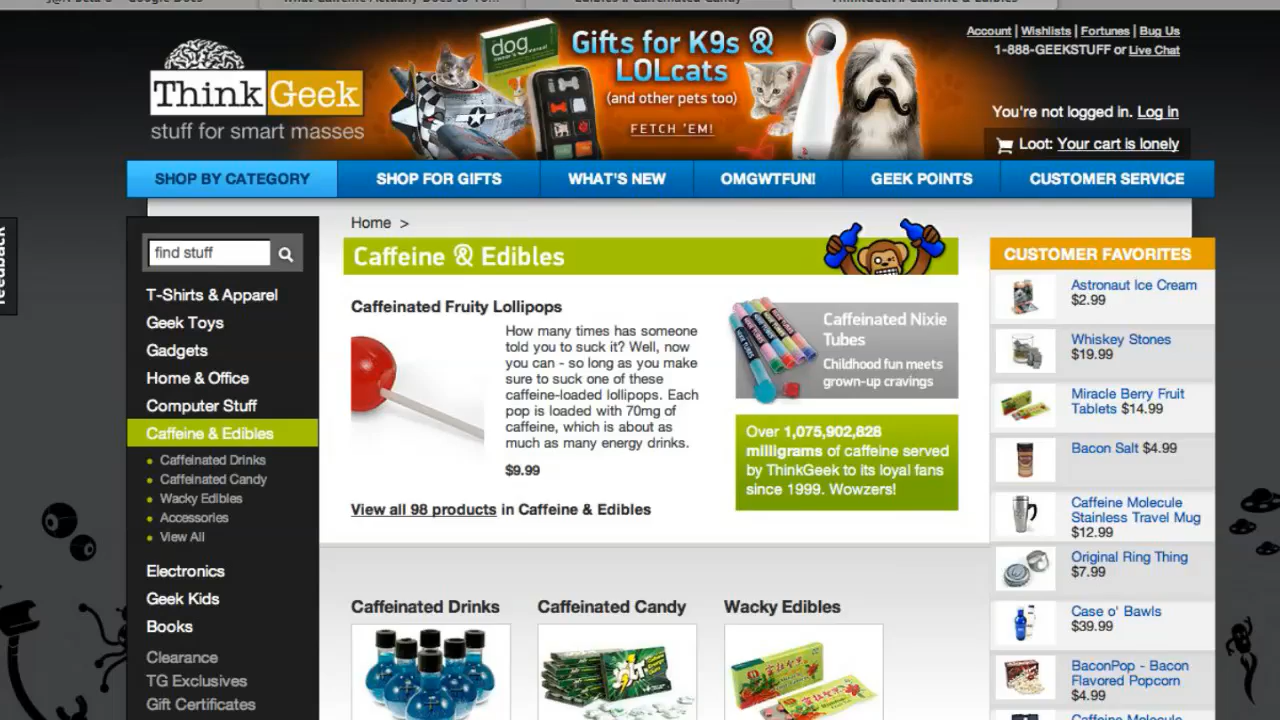 What Caffeine Actually Does to Yo...
Account | Wishlists | Fortunes | Bug Us
1-888-GEEKSTUFF or Live Chat
dog
Gifts for K9s &
LOLcats
(and other pets too)
FETCH 'EM!
ThinkGeek
stuff for smart masses
You're not logged in. Log in
Loot: Your cart is lonely
SHOP BY CATEGORY
SHOP FOR GIFTS
WHAT'S NEW
OMGWTFUN!
GEEK POINTS
CUSTOMER SERVICE
feedback
find stuff
T-Shirts & Apparel
Geek Toys
Gadgets
Home & Office
Computer Stuff
Caffeine & Edibles
Caffeinated Drinks
Caffeinated Candy
Wacky Edibles
Accessories
View All
Electronics
Geek Kids
Books
Clearance
TG Exclusives
Gift Certificates
Home >
Caffeine & Edibles
Caffeinated Fruity Lollipops
How many times has someone
told you to suck it? Well, now
you can - so long as you make
sure to suck one of these
caffeine-loaded lollipops. Each
pop is loaded with 70mg of
caffeine, which is about as
much as many energy drinks.
$9.99
View all 98 products in Caffeine & Edibles
Caffeinated Nixie
Tubes
Childhood fun meets
grown-up cravings
Over 1,075,902,828
milligrams of caffeine served
by ThinkGeek to its loyal fans
since 1999. Wowzers!
Caffeinated Drinks
Caffeinated Candy
Wacky Edibles
JOLT
CUSTOMER FAVORITES
Astronaut Ice Cream
$2.99
Whiskey Stones
$19.99
Miracle Berry Fruit
Tablets $14.99
Bacon Salt $4.99
Caffeine Molecule
Stainless Travel Mug
$12.99
Original Ring Thing
$7.99
Case o' Bawls
$39.99
BaconPop - Bacon
Flavored Popcorn
$4.99
Caffeine Molecule